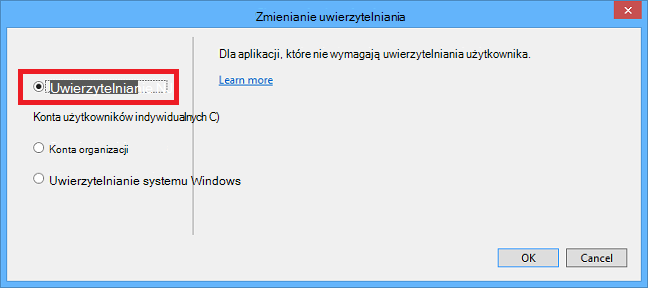 Zmienianie uwierzytelniania
Dla aplikacji, które nie wymagają uwierzytelniania użytkownika.
Learn more
Uwierzytelnian
Konta użytkowników indywidualnych C)
Konta organizacji
Uwierzytelnianie systemu Windows
OK
Cancel